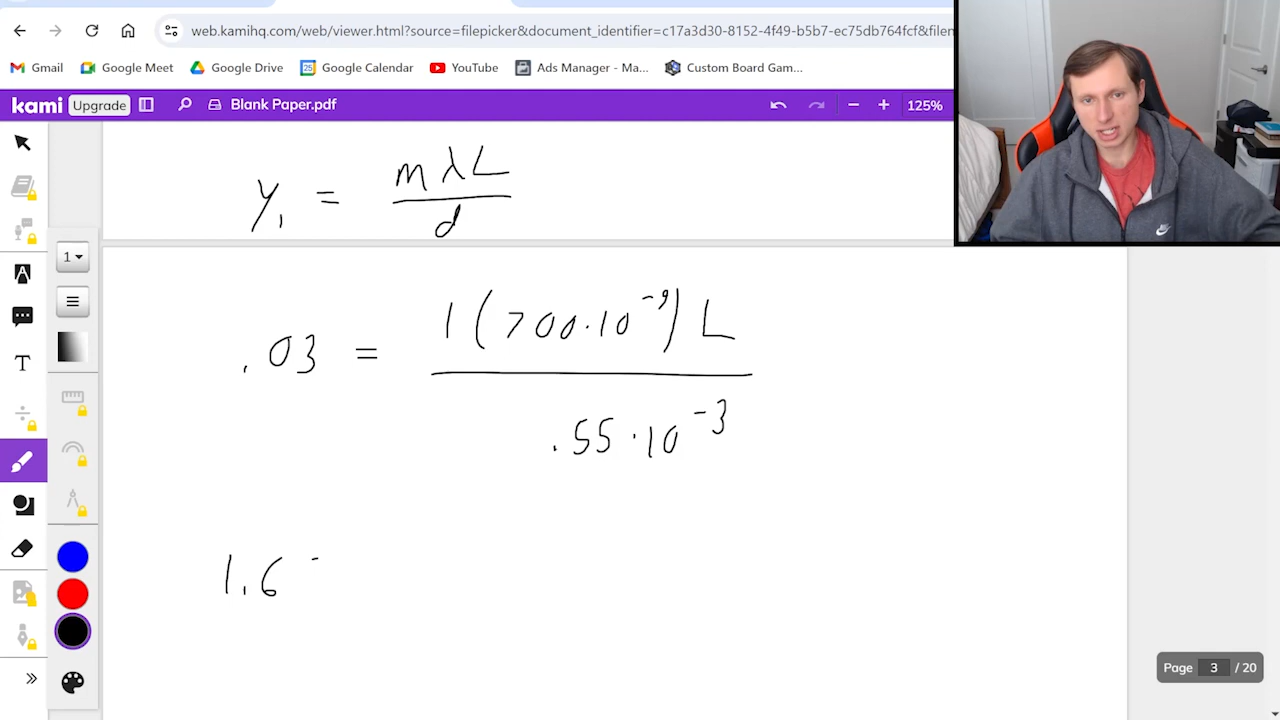 web.kamihq.com/web/viewer.html?source=filepicker&document_identifier=c17a3d30-8152-4f49-b5b7-ec75db764fcf&filen
Gmail Google Meet Google Drive Google Calendar YouTube Ads Manager - Ma... Custom Board Gam...
kami Upgrade Blank Paper.pdf 125%
y₁ = mλL / d
1
.03 = 1(700·10⁻⁹)L / .55·10⁻³
T
1.6
Page 3 / 20